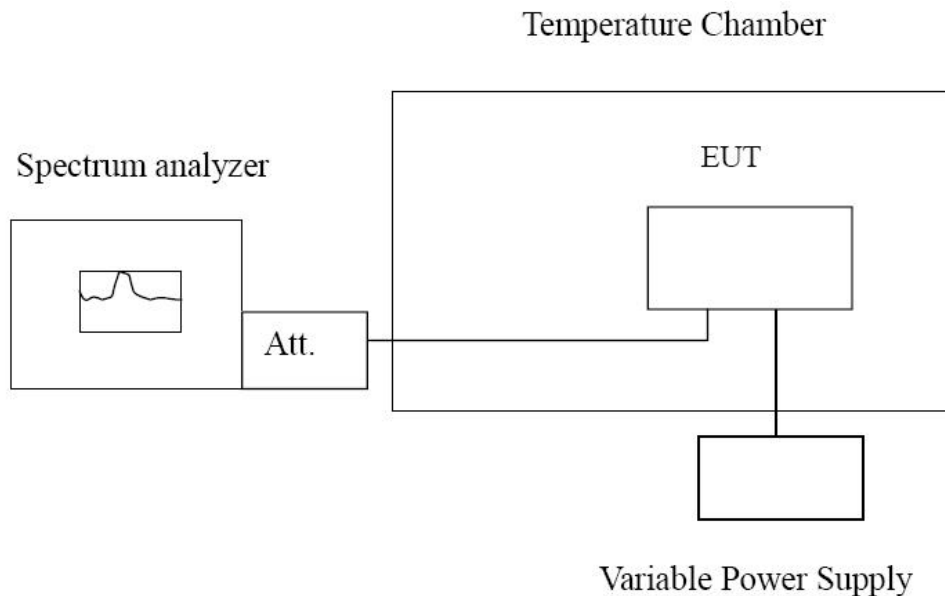 Temperature Chamber
Spectrum analyzer
EUT
Att.
Variable Power Supply